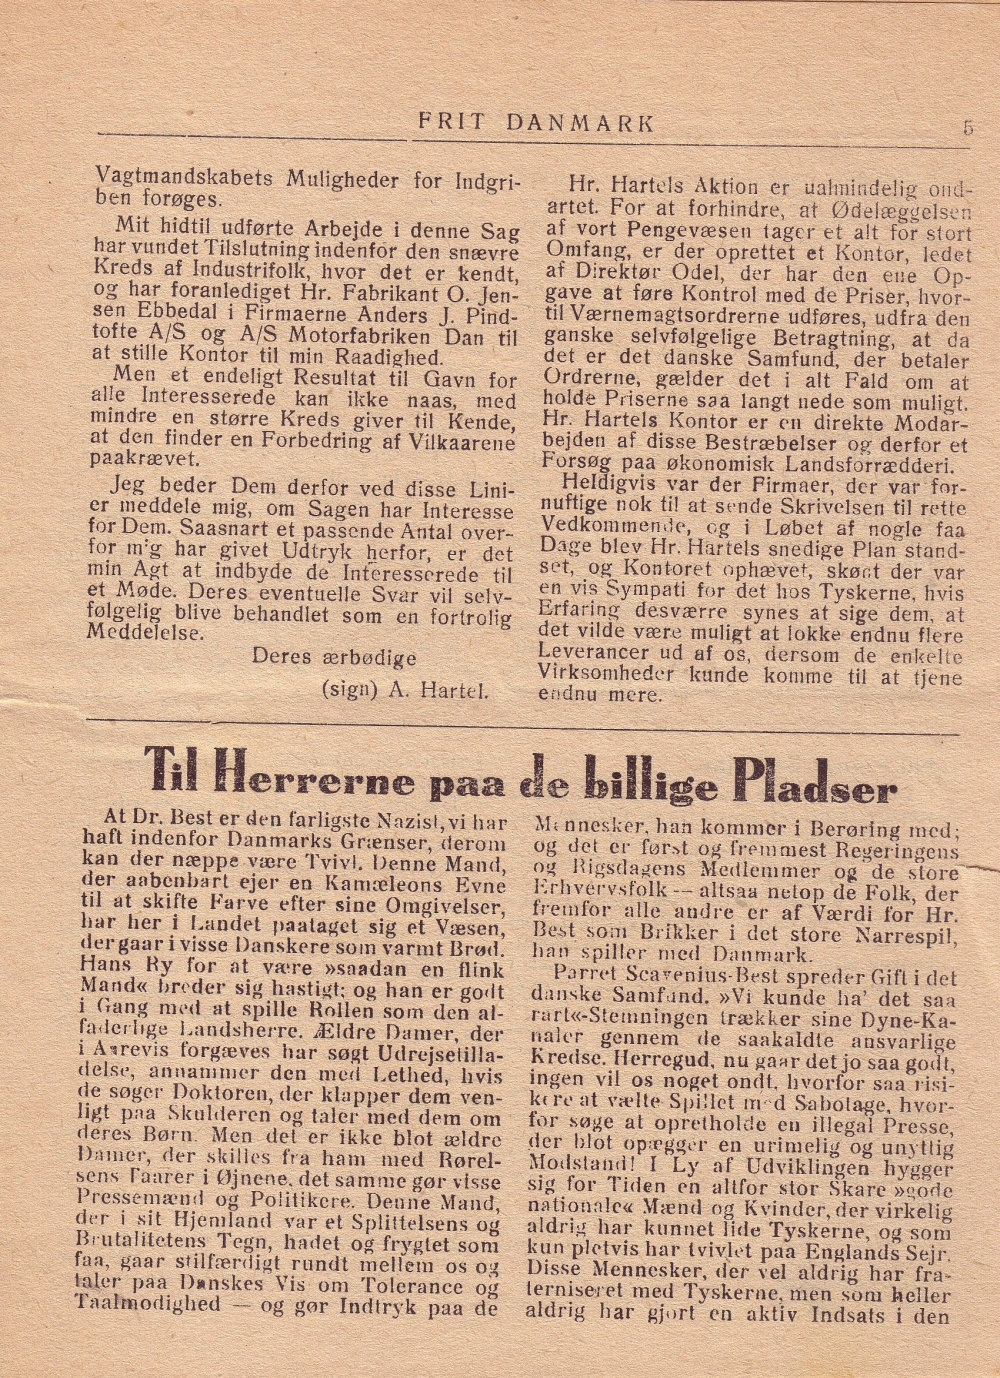 FRIT DANMARK
5
Vagtmandskabets Muligheder for Indgri-
ben forøges.
Mit hidtil udførte Arbejde i denne Sag
har vundet Tilslutning indenfor den snævre
Kreds af Industrifolk, hvor det er kendt,
og har foranlediget Hr. Fabrikant O. Jen-
sen Ebbedal i Firmaerne Anders J. Pind-
tofte A/S og A/S Motorfabriken Dan til
at stille Kontor til min Raadighed.
Men et endeligt Resultat til Gavn for
alle Interesserede kan ikke naas, med
mindre en større Kreds giver til Kende,
at den finder en Forbedring af Vilkaarene
paakrævet.
Jeg beder Dem derfor ved disse Lini-
er meddele mig, om Sagen har Interesse
for Dem. Saasnart et passende Antal over-
for mig har givet Udtryk herfor, er det
min Agt at indbyde de Interesserede til
et Møde. Deres eventuelle Svar vil selv-
følgelig blive behandlet som en fortrolig
Meddelelse.
Deres ærbødige
(sign) A. Hartel.
Hr. Hartels Aktion er ualmindelig ond-
artet. For at forhindre, at Ødelæggelsen
af vort Pengevæsen tager et alt for stort
Omfang, er der oprettet et Kontor, ledet
af Direktør Odel, der har den ene Op-
gave at føre Kontrol med de Priser, hvor-
til Værnemagtsordrerne udføres, udfra den
ganske selvfølgelige Betragtning, at da
det er det danske Samfund, der betaler
Ordrerne, gælder det i alt Fald om at
holde Priserne saa langt nede som muligt.
Hr. Hartels Kontor er en direkte Modar-
bejden af disse Bestræbelser og derfor et
Forsøg paa økonomisk Landsforrædderi.
Heldigvis var der Firmaer, der var for-
nuftige nok til at sende Skrivelsen til rette
Vedkommende, og i Løbet af nogle faa
Dage blev Hr. Hartels snedige Plan stand-
set, og Kontoret ophævet, skønt der var
en vis Sympati for det hos Tyskerne, hvis
Erfaring desværre synes at sige dem, at
det vilde være muligt at lokke endnu flere
Leverancer ud af os, dersom de enkelte
Virksomheder kunde komme til at tjene
endnu mere.
Til Herrerne paa de billige Pladser
At Dr. Best er den farligste Nazist, vi har
haft indenfor Danmarks Grænser, derom
kan der næppe være Tvivl. Denne Mand,
der aabenbart ejer en Kamæleons Evne
til at skifte Farve efter sine Omgivelser,
har her i Landet paataget sig et Væsen,
der gaar i visse Danskere som varmt Brød.
Hans Ry for at være »saadan en flink
Mand« breder sig hastigt; og han er godt
i Gang med at spille Rollen som den al-
faderlige Landsherre. Ældre Damer, der
i Aarevis forgæves har søgt Udrejsetilla-
delse, annammer den med Lethed, hvis
de søger Doktoren, der klapper dem ven-
ligt paa Skulderen og taler med dem om
deres Børn. Men det er ikke blot ældre
Damer, der skilles fra ham med Rørel-
sens Taarer i Øjnene, det samme gør visse
Pressemænd og Politikere. Denne Mand,
der i sit Hjemland var et Splittelsens og
Brutalitetens Tegn, hadet og frygtet som
faa, gaar stilfærdigt rundt mellem os og
taler paa Danskes Vis om Tolerance og
Taalmodighed — og gør Indtryk paa de
Mennesker, han kommer i Berøring med;
og det er først og fremmest Regeringens
og Rigsdagens Medlemmer og de store
Erhvervsfolk — altsaa netop de Folk, der
fremfor alle andre er af Værdi for Hr.
Best som Brikker i det store Narrespil,
han spiller med Danmark.
Parret Scavenius-Best spreder Gift i det
danske Samfund. »Vi kunde ha' det saa
rart«-Stemningen trækker sine Dyne-Ka-
naler gennem de saakaldte ansvarlige
Kredse. Herregud, nu gaar det jo saa godt,
ingen vil os noget ondt, hvorfor saa risi-
kere at vælte Spillet med Sabotage, hvor-
for søge at opretholde en illegal Presse,
der blot opægger en urimelig og unyttig
Modstand! I Ly af Udviklingen hygger
sig for Tiden en altfor stor Skare »gode
nationale« Mænd og Kvinder, der virkelig
aldrig har kunnet lide Tyskerne, og som
kun pletvis har tvivlet paa Englands Sejr.
Disse Mennesker, der vel aldrig har fra-
terniseret med Tyskerne, men som heller
aldrig har gjort en aktiv Indsats i den